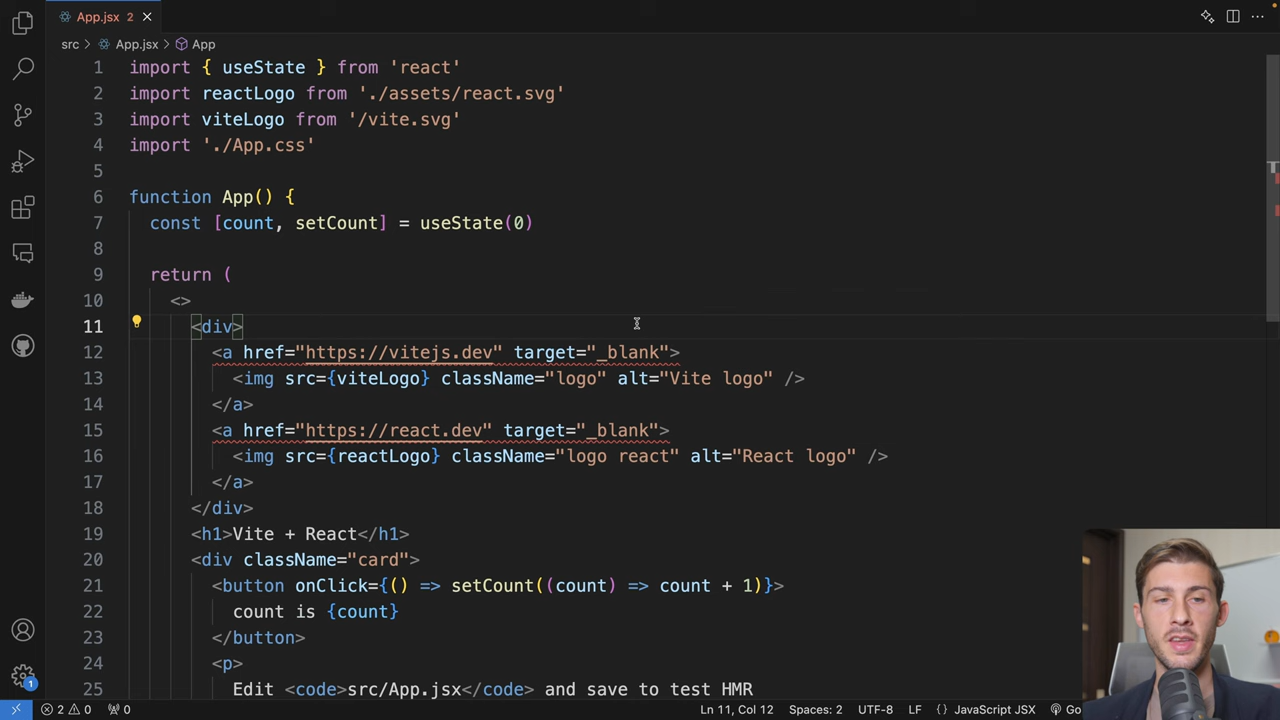 App.jsx 2
src > App.jsx > App
1 import { useState } from 'react'
2 import reactLogo from './assets/react.svg'
3 import viteLogo from '/vite.svg'
4 import './App.css'
5
6 function App() {
7 const [count, setCount] = useState(0)
8
9 return (
10 <>
11 <div>
12 <a href="https://vitejs.dev" target="_blank">
13 <img src={viteLogo} className="logo" alt="Vite logo" />
14 </a>
15 <a href="https://react.dev" target="_blank">
16 <img src={reactLogo} className="logo react" alt="React logo" />
17 </a>
18 </div>
19 <h1>Vite + React</h1>
20 <div className="card">
21 <button onClick={() => setCount((count) => count + 1)}>
22 count is {count}
23 </button>
24 <p>
25 Edit <code>src/App.jsx</code> and save to test HMR
1
2 0 0 Ln 11, Col 12 Spaces: 2 UTF-8 LF {} JavaScript JSX Go